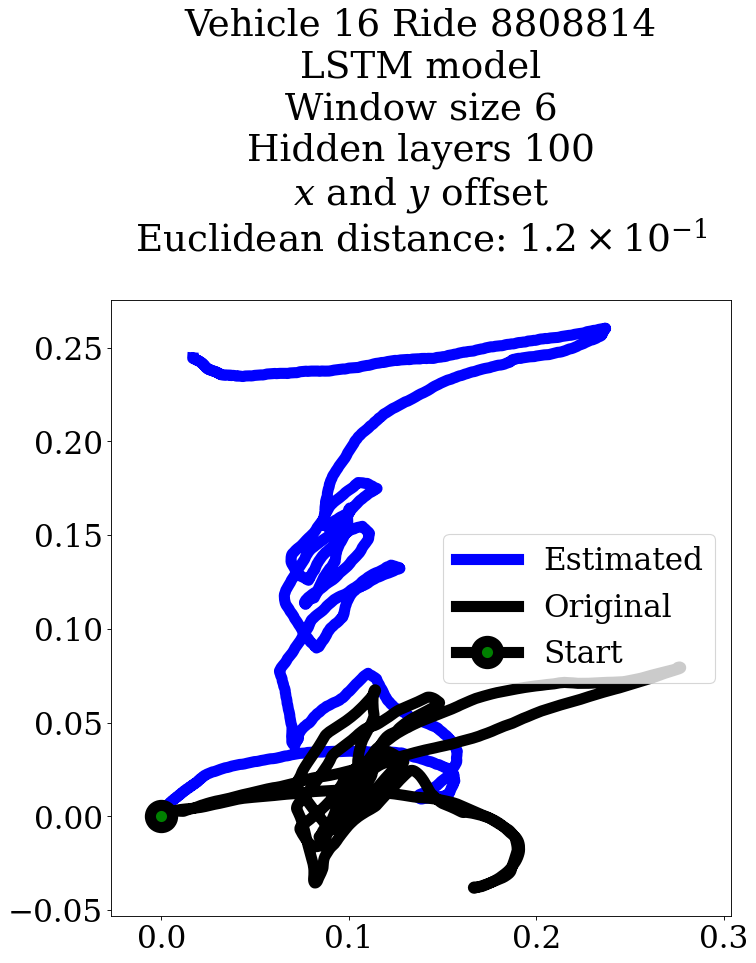 Vehicle 16 Ride 8808814
LSTM model
Window size 6
Hidden layers 100
x and y offset
Euclidean distance: 1.2 × 10⁻¹
0.25
0.20
0.15
0.10
0.05
0.00
−0.05
Estimated
Original
Start
0.0
0.1
0.2
0.3